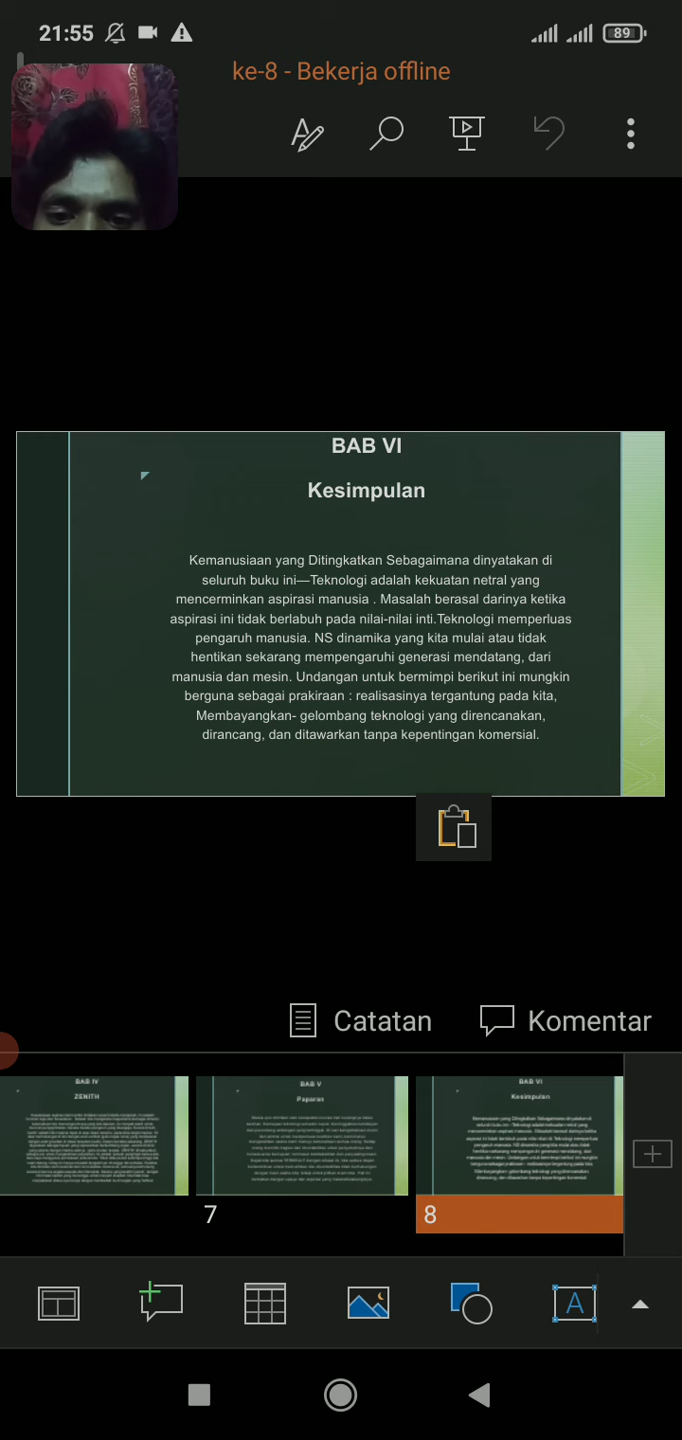 21:55
89
ke-8 - Bekerja offline
BAB VI
Kesimpulan
Kemanusiaan yang Ditingkatkan Sebagaimana dinyatakan di
seluruh buku ini—Teknologi adalah kekuatan netral yang
mencerminkan aspirasi manusia . Masalah berasal darinya ketika
aspirasi ini tidak berlabuh pada nilai-nilai inti.Teknologi memperluas
pengaruh manusia. NS dinamika yang kita mulai atau tidak
hentikan sekarang mempengaruhi generasi mendatang, dari
manusia dan mesin. Undangan untuk bermimpi berikut ini mungkin
berguna sebagai prakiraan : realisasinya tergantung pada kita,
Membayangkan- gelombang teknologi yang direncanakan,
dirancang, dan ditawarkan tanpa kepentingan komersial.
Catatan
Komentar
BAB IV
ZENITH
BAB V
Paparan
BAB VI
Kesimpulan
7
8
A